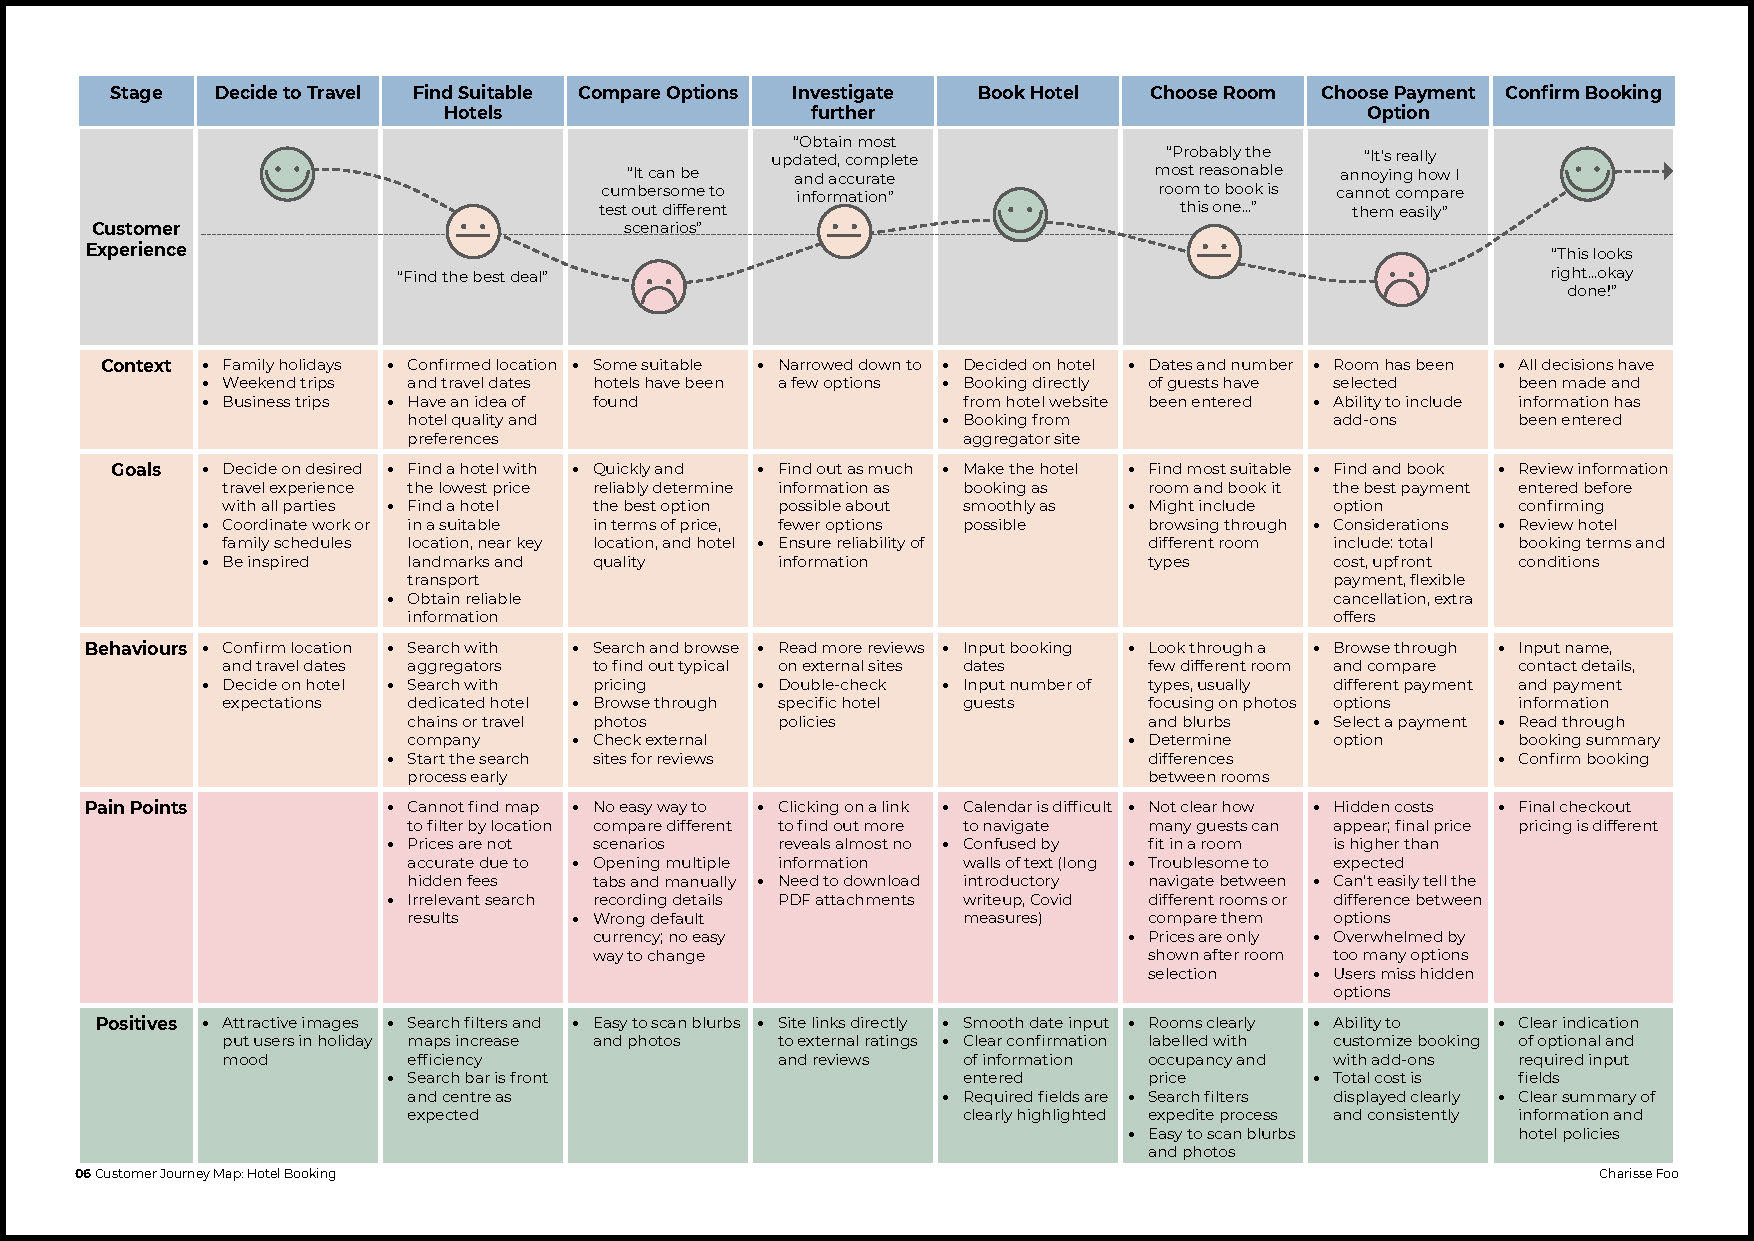 Stage
Decide to Travel
Find Suitable
Hotels
Compare Options
Investigate
further
Book Hotel
Choose Room
Choose Payment
Option
Confirm Booking
Customer
Experience
“Find the best deal”
“It can be
cumbersome to
test out different
scenarios”
“Obtain most
updated, complete
and accurate
information”
“Probably the
most reasonable
room to book is
this one...”
“It’s really
annoying how I
cannot compare
them easily”
“This looks
right...okay
done!”
Context
• Family holidays
• Weekend trips
• Business trips
• Confirmed location
and travel dates
• Have an idea of
hotel quality and
preferences
• Some suitable
hotels have been
found
• Narrowed down to
a few options
• Decided on hotel
• Booking directly
from hotel website
• Booking from
aggregator site
• Dates and number
of guests have
been entered
• Room has been
selected
• Ability to include
add-ons
• All decisions have
been made and
information has
been entered
Goals
• Decide on desired
travel experience
with all parties
• Coordinate work or
family schedules
• Be inspired
• Find a hotel with
the lowest price
• Find a hotel
in a suitable
location, near key
landmarks and
transport
• Obtain reliable
information
• Quickly and
reliably determine
the best option
in terms of price,
location, and hotel
quality
• Find out as much
information as
possible about
fewer options
• Ensure reliability of
information
• Make the hotel
booking as
smoothly as
possible
• Find most suitable
room and book it
• Might include
browsing through
different room
types
• Find and book
the best payment
option
• Considerations
include: total
cost, upfront
payment, flexible
cancellation, extra
offers
• Review information
entered before
confirming
• Review hotel
booking terms and
conditions
Behaviours
• Confirm location
and travel dates
• Decide on hotel
expectations
• Search with
aggregators
• Search with
dedicated hotel
chains or travel
company
• Start the search
process early
• Search and browse
to find out typical
pricing
• Browse through
photos
• Check external
sites for reviews
• Read more reviews
on external sites
• Double-check
specific hotel
policies
• Input booking
dates
• Input number of
guests
• Look through a
few different room
types, usually
focusing on photos
and blurbs
• Determine
differences
between rooms
• Browse through
and compare
different payment
options
• Select a payment
option
• Input name,
contact details,
and payment
information
• Read through
booking summary
• Confirm booking
Pain Points
• Cannot find map
to filter by location
• Prices are not
accurate due to
hidden fees
• Irrelevant search
results
• No easy way to
compare different
scenarios
• Opening multiple
tabs and manually
recording details
• Wrong default
currency; no easy
way to change
• Clicking on a link
to find out more
reveals almost no
information
• Need to download
PDF attachments
• Calendar is difficult
to navigate
• Confused by
walls of text (long
introductory
writeup, Covid
measures)
• Not clear how
many guests can
fit in a room
• Troublesome to
navigate between
different rooms or
compare them
• Prices are only
shown after room
selection
• Hidden costs
appear; final price
is higher than
expected
• Can’t easily tell the
difference between
options
• Overwhelmed by
too many options
• Users miss hidden
options
• Final checkout
pricing is different
Positives
• Attractive images
put users in holiday
mood
• Search filters and
maps increase
efficiency
• Search bar is front
and centre as
expected
• Easy to scan blurbs
and photos
• Site links directly
to external ratings
and reviews
• Smooth date input
• Clear confirmation
of information
entered
• Required fields are
clearly highlighted
• Rooms clearly
labelled with
occupancy and
price
• Search filters
expedite process
• Easy to scan blurbs
and photos
• Ability to
customize booking
with add-ons
• Total cost is
displayed clearly
and consistently
• Clear indication
of optional and
required input
fields
• Clear summary of
information and
hotel policies
06 Customer Journey Map: Hotel Booking
Charisse Foo